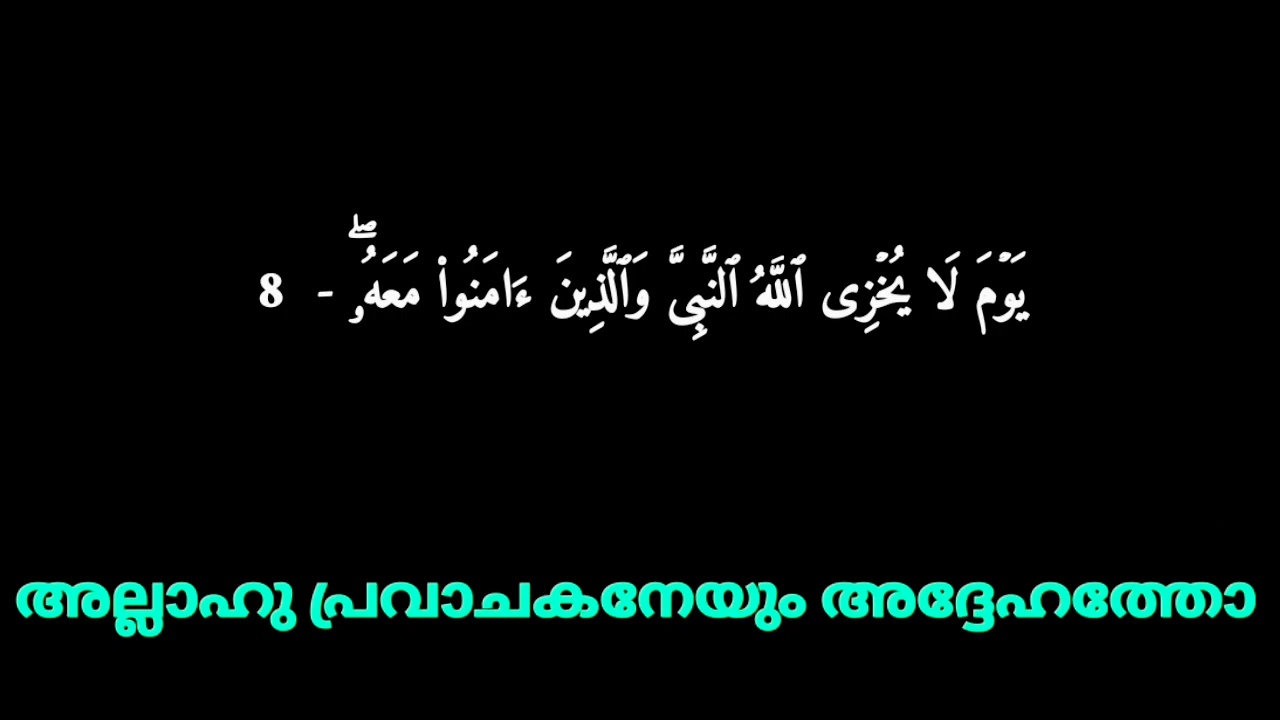 يَوْمَ لَا يُخْزِى ٱللَّهُ ٱلنَّبِىَّ وَٱلَّذِينَ ءَامَنُوا۟ مَعَهُۥۖ - 8
അല്ലാഹു പ്രവാചകനേയും അദ്ദേഹത്തോ